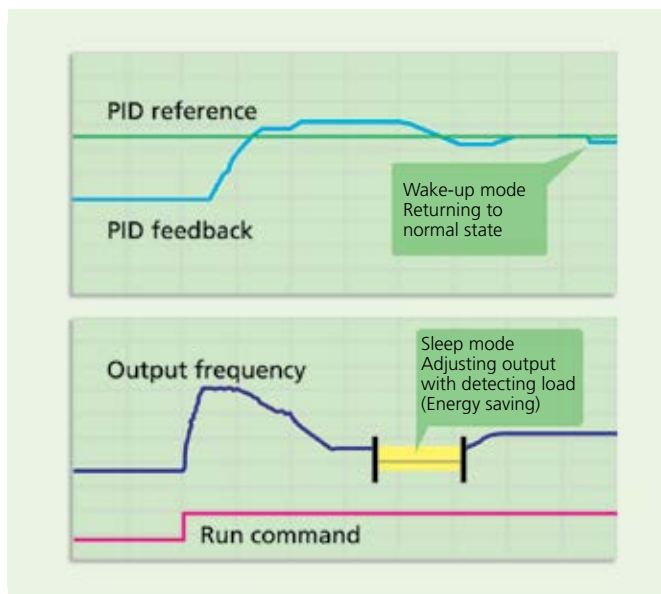 PID reference
Wake-up mode
Returning to
normal state
PID feedback
Sleep mode
Adjusting output
with detecting load
(Energy saving)
Output frequency
Run command